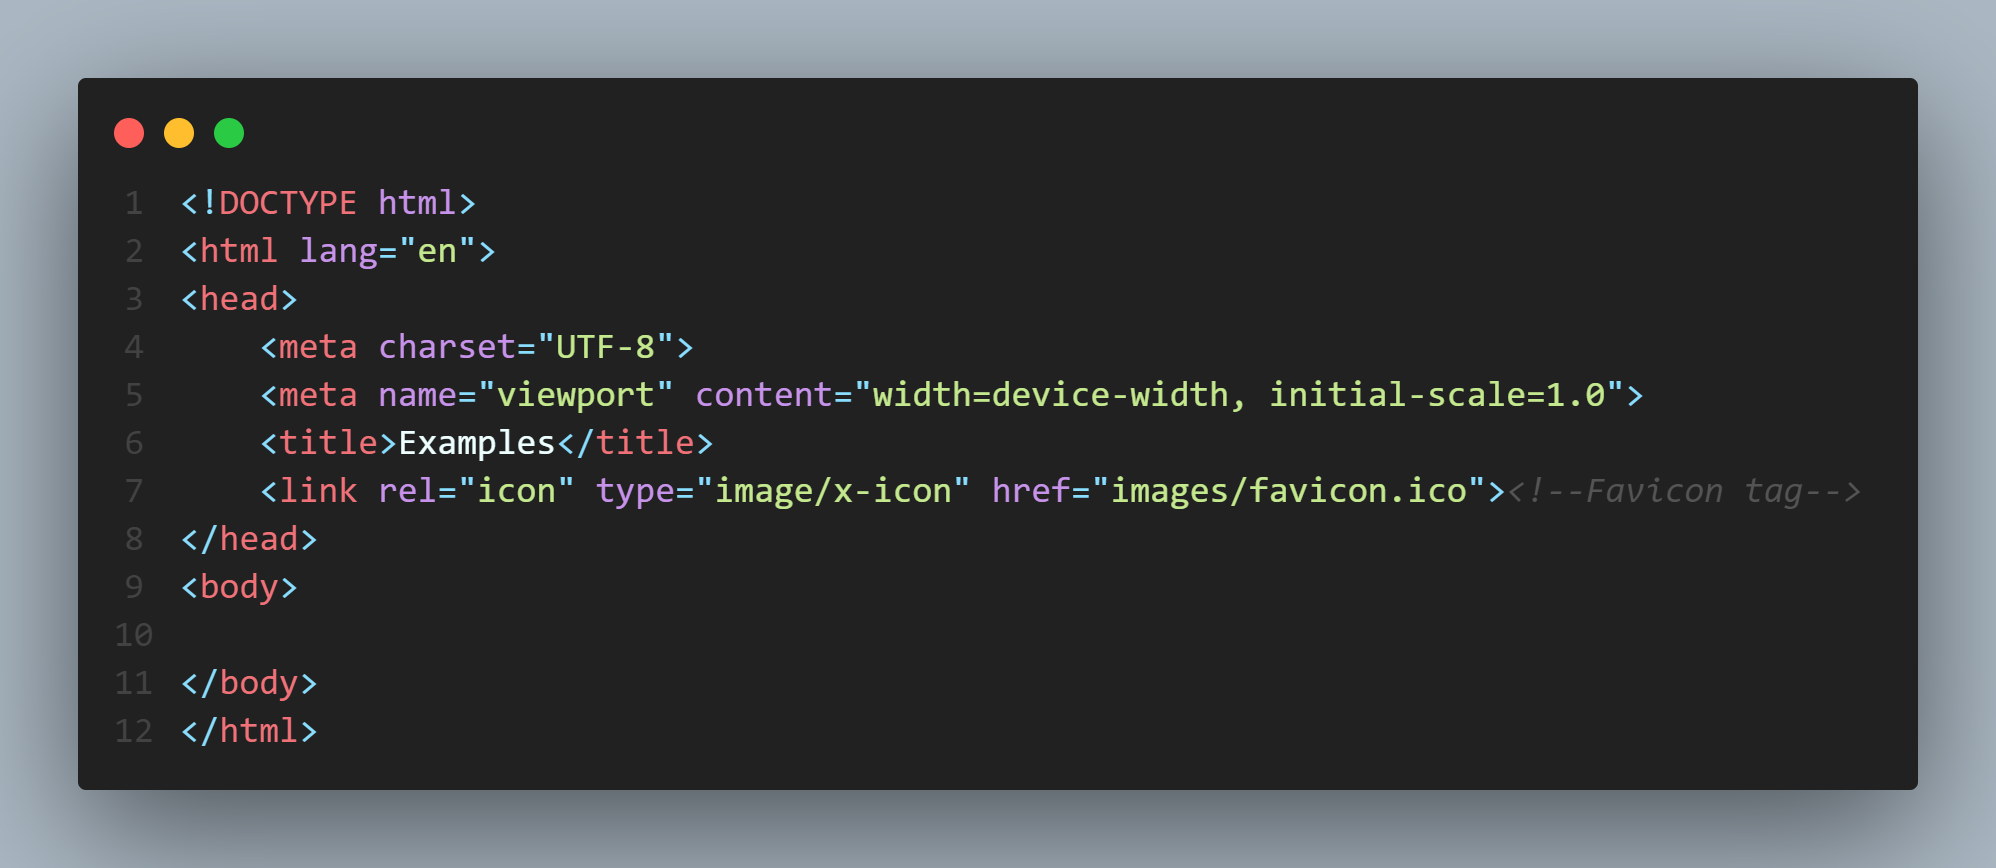 1 <!DOCTYPE html>
2 <html lang="en">
3 <head>
4     <meta charset="UTF-8">
5     <meta name="viewport" content="width=device-width, initial-scale=1.0">
6     <title>Examples</title>
7     <link rel="icon" type="image/x-icon" href="images/favicon.ico"><!--Favicon tag-->
8 </head>
9 <body>
10
11 </body>
12 </html>